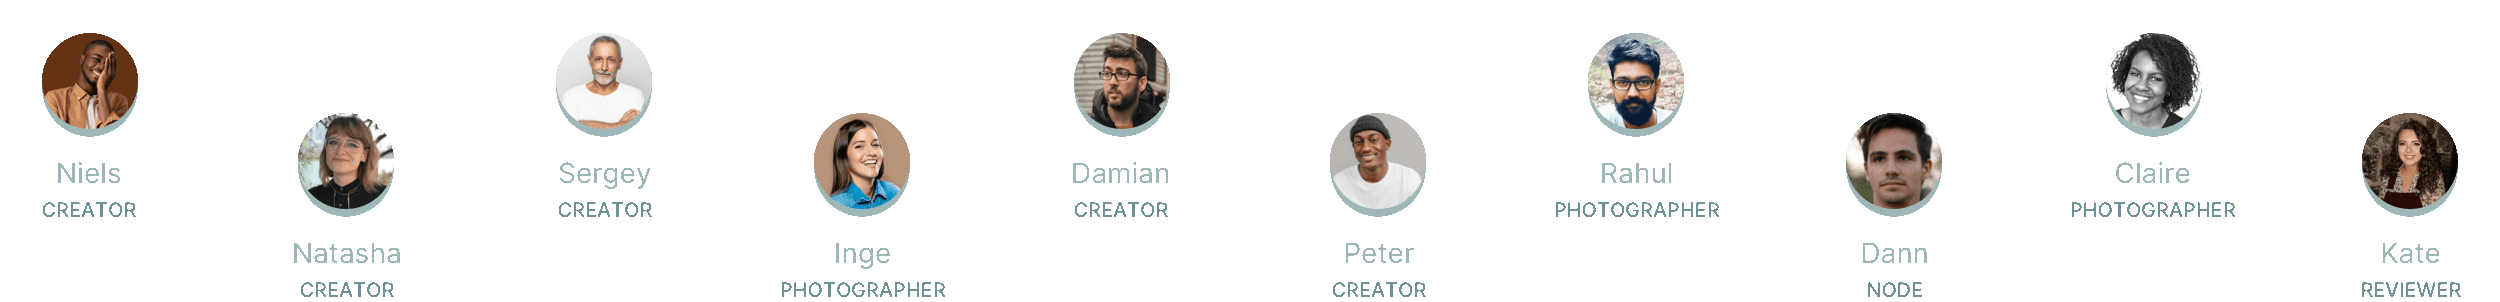 Niels
CREATOR
Natasha
CREATOR
Sergey
CREATOR
Inge
PHOTOGRAPHER
Damian
CREATOR
Peter
CREATOR
Rahul
PHOTOGRAPHER
Dann
NODE
Claire
PHOTOGRAPHER
Kate
REVIEWER